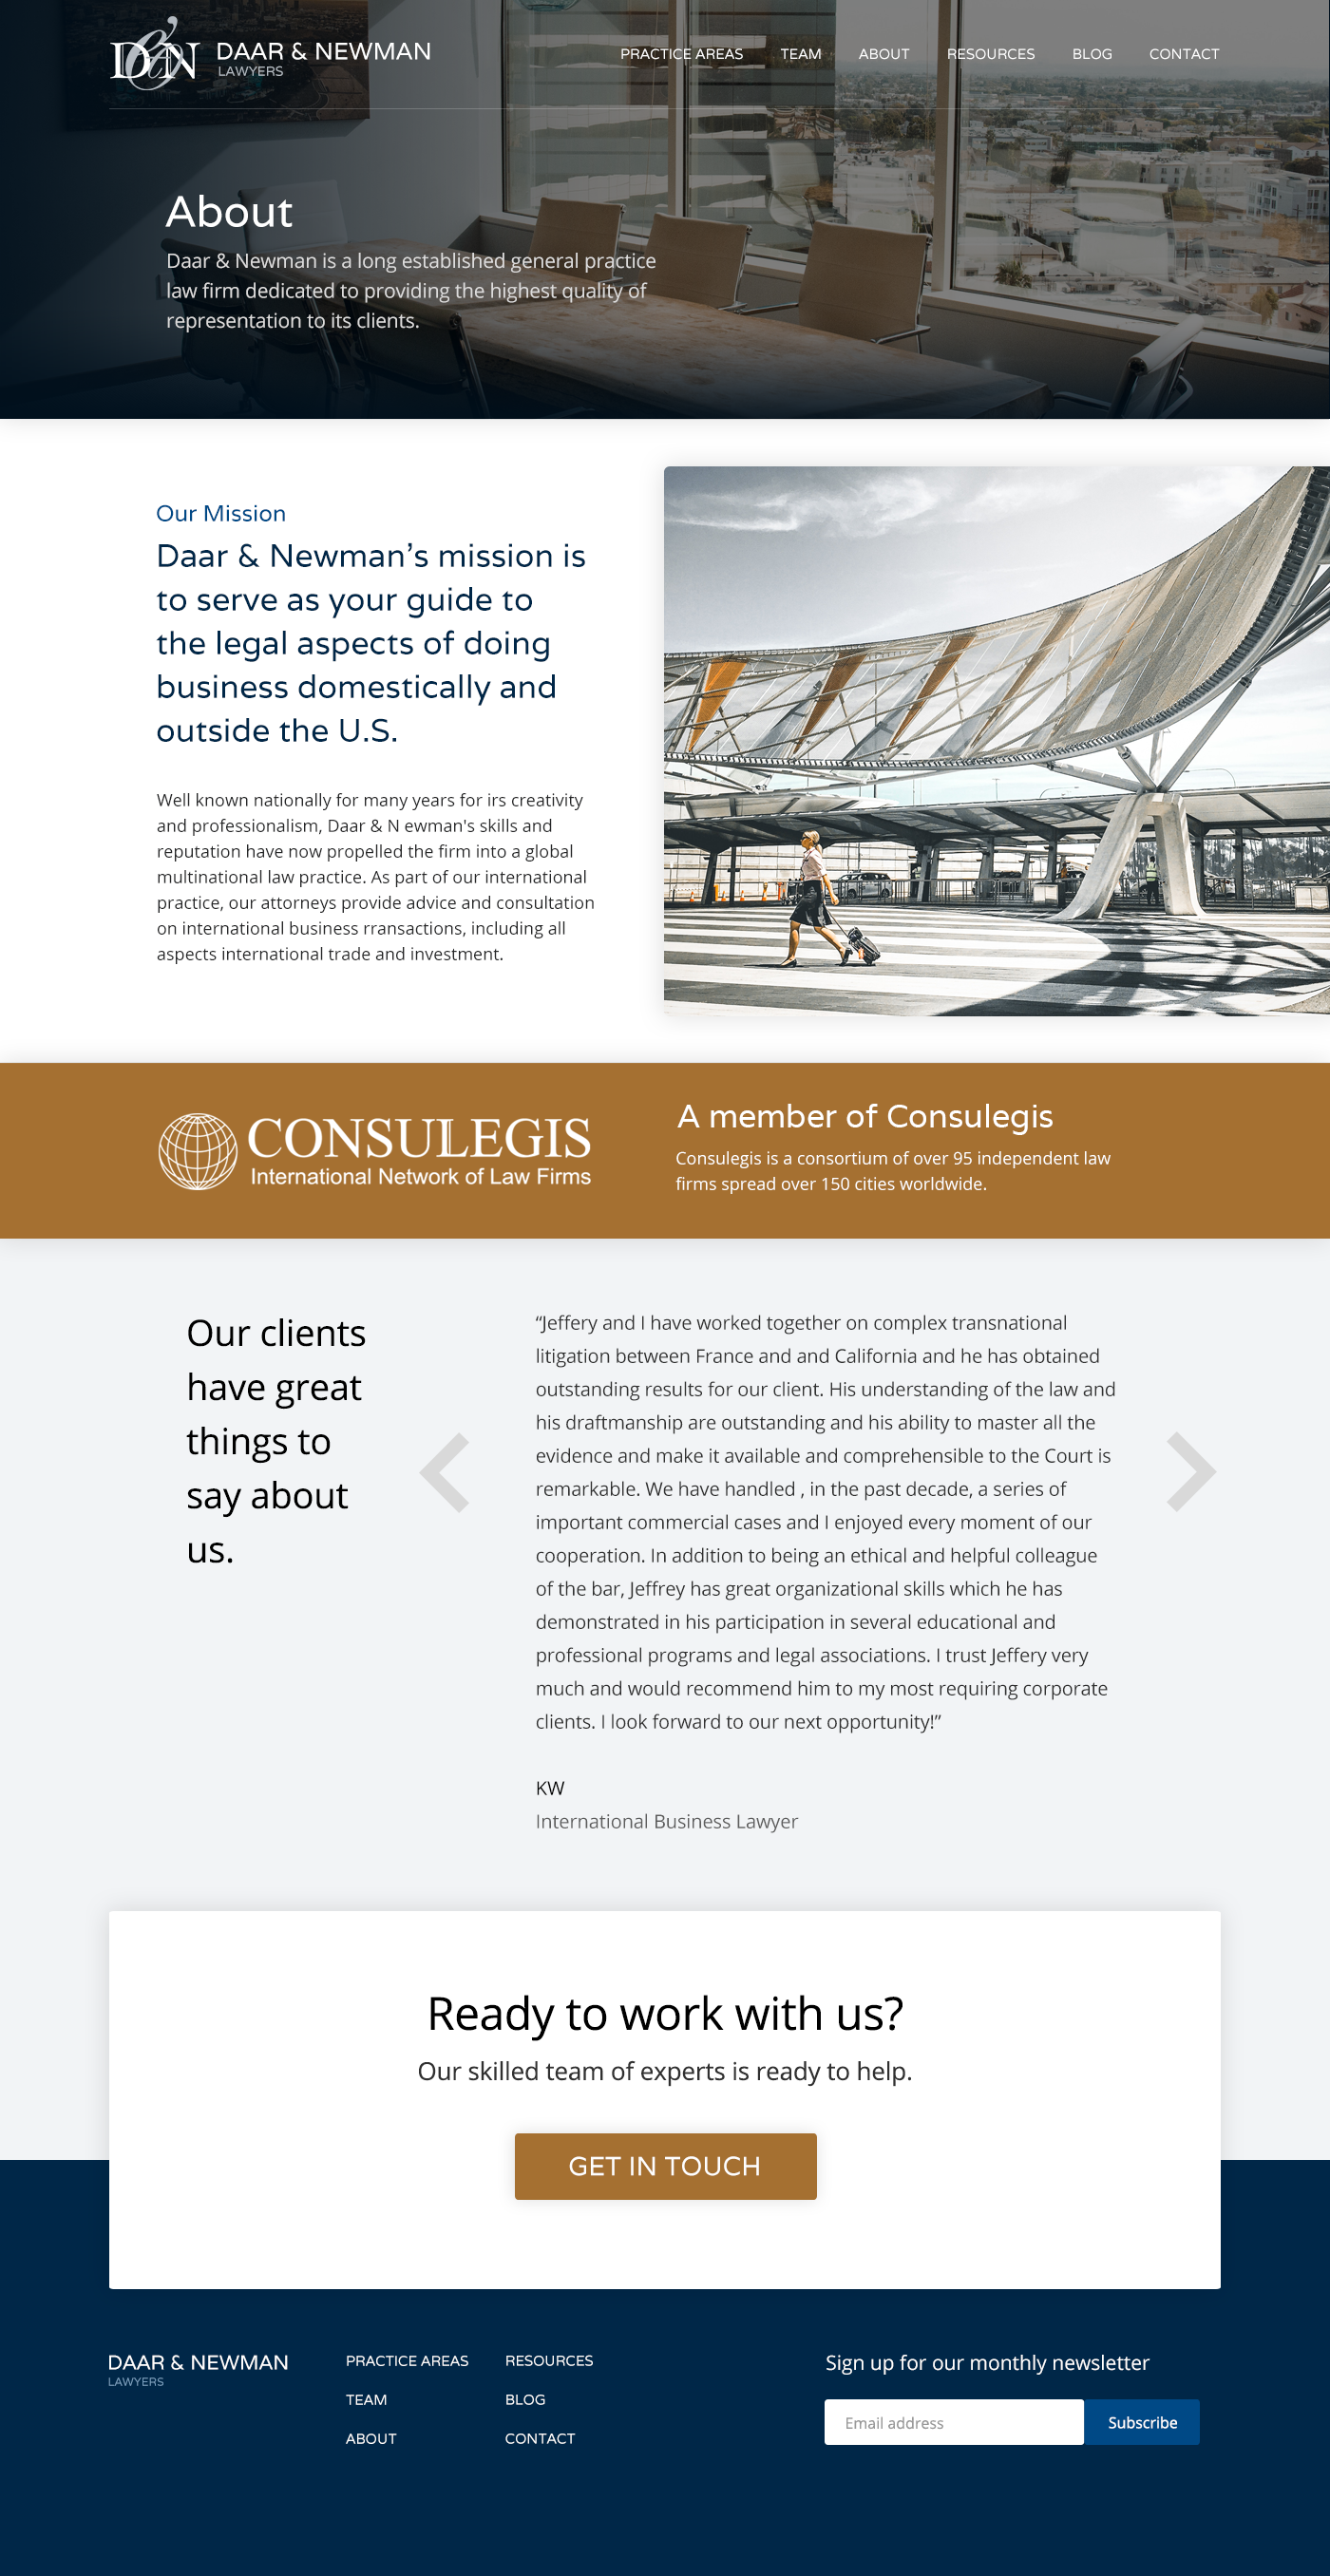 D&N DAAR & NEWMAN
LAWYERS
PRACTICE AREAS TEAM ABOUT RESOURCES BLOG CONTACT
About
Daar & Newman is a long established general practice
law firm dedicated to providing the highest quality of
representation to its clients.
Our Mission
Daar & Newman’s mission is
to serve as your guide to
the legal aspects of doing
business domestically and
outside the U.S.
Well known nationally for many years for irs creativity
and professionalism, Daar & N ewman's skills and
reputation have now propelled the firm into a global
multinational law practice. As part of our international
practice, our attorneys provide advice and consultation
on international business rransactions, including all
aspects international trade and investment.
CONSULEGIS
International Network of Law Firms
A member of Consulegis
Consulegis is a consortium of over 95 independent law
firms spread over 150 cities worldwide.
Our clients
have great
things to
say about
us.
“Jeffery and I have worked together on complex transnational
litigation between France and and California and he has obtained
outstanding results for our client. His understanding of the law and
his draftmanship are outstanding and his ability to master all the
evidence and make it available and comprehensible to the Court is
remarkable. We have handled , in the past decade, a series of
important commercial cases and I enjoyed every moment of our
cooperation. In addition to being an ethical and helpful colleague
of the bar, Jeffrey has great organizational skills which he has
demonstrated in his participation in several educational and
professional programs and legal associations. I trust Jeffery very
much and would recommend him to my most requiring corporate
clients. I look forward to our next opportunity!”
KW
International Business Lawyer
Ready to work with us?
Our skilled team of experts is ready to help.
GET IN TOUCH
DAAR & NEWMAN
LAWYERS
PRACTICE AREAS
TEAM
ABOUT
RESOURCES
BLOG
CONTACT
Sign up for our monthly newsletter
Email address
Subscribe